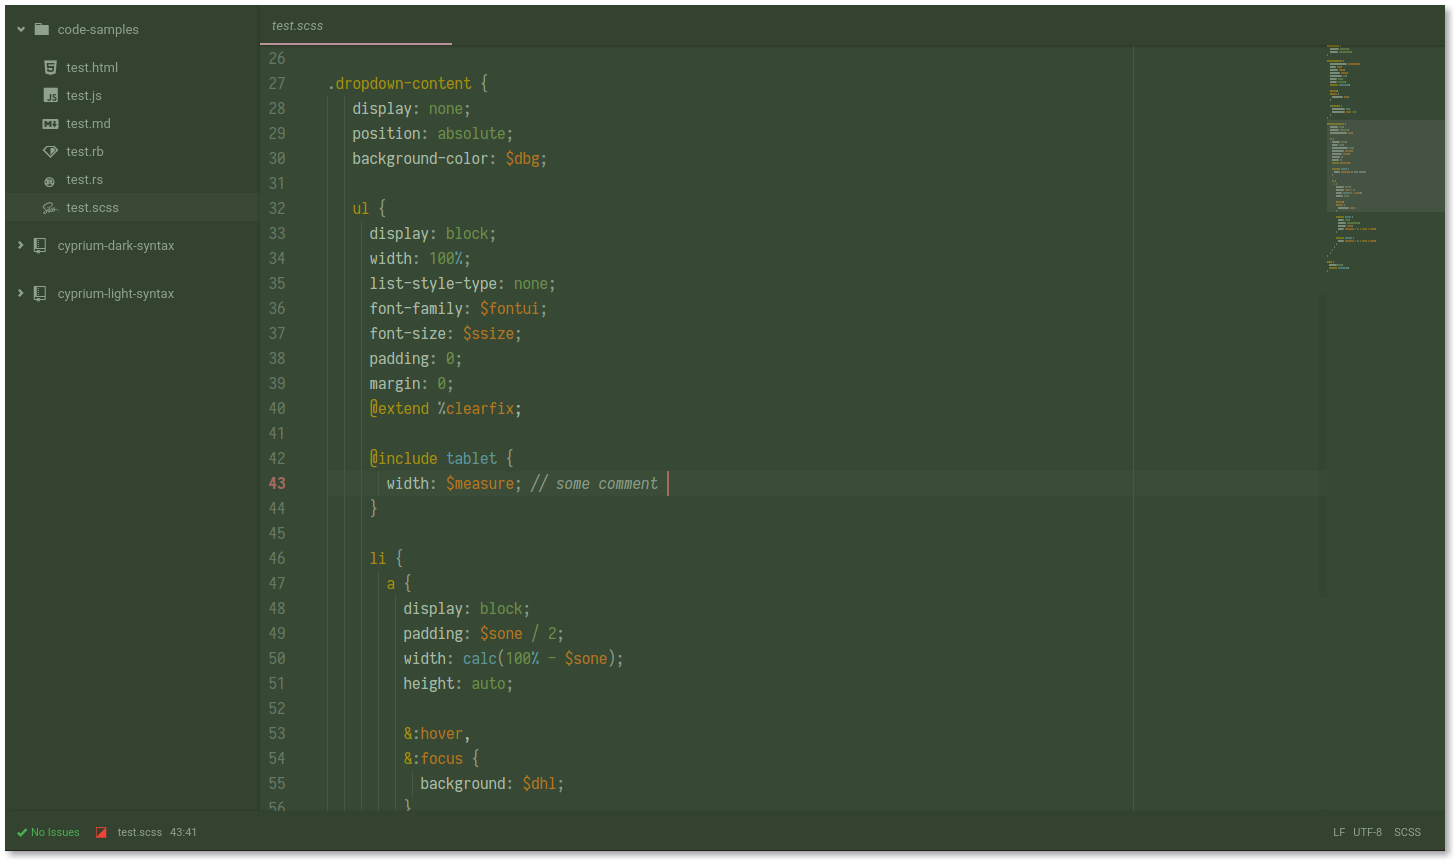 code-samples
test.html
test.js
test.md
test.rb
test.rs
test.scss
cyprium-dark-syntax
cyprium-light-syntax
test.scss
26
27 .dropdown-content {
28 display: none;
29 position: absolute;
30 background-color: $dbg;
31
32 ul {
33 display: block;
34 width: 100%;
35 list-style-type: none;
36 font-family: $fontui;
37 font-size: $ssize;
38 padding: 0;
39 margin: 0;
40 @extend %clearfix;
41
42 @include tablet {
43 width: $measure; // some comment
44 }
45
46 li {
47 a {
48 display: block;
49 padding: $sone / 2;
50 width: calc(100% - $sone);
51 height: auto;
52
53 &:hover,
54 &:focus {
55 background: $dhl;
56 }
No Issues test.scss 43:41 LF UTF-8 SCSS